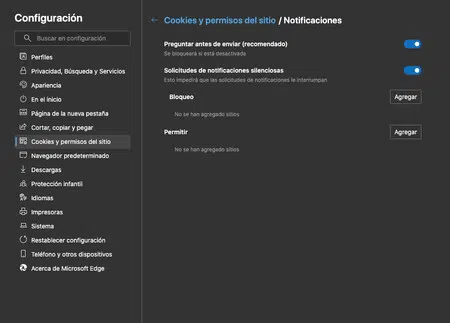 Configuración
Buscar en configuración
Perfiles
Privacidad, Búsqueda y Servicios
Apariencia
En el inicio
Página de la nueva pestaña
Cortar, copiar y pegar
Cookies y permisos del sitio
Navegador predeterminado
Descargas
Protección infantil
Idiomas
Impresoras
Sistema
Restablecer configuración
Teléfono y otros dispositivos
Acerca de Microsoft Edge
← Cookies y permisos del sitio / Notificaciones
Preguntar antes de enviar (recomendado)
Se bloqueará si está desactivada
Solicitudes de notificaciones silenciosas
Esto impedirá que las solicitudes de notificaciones le interrumpan
Bloqueo Agregar
No se han agregado sitios
Permitir Agregar
No se han agregado sitios